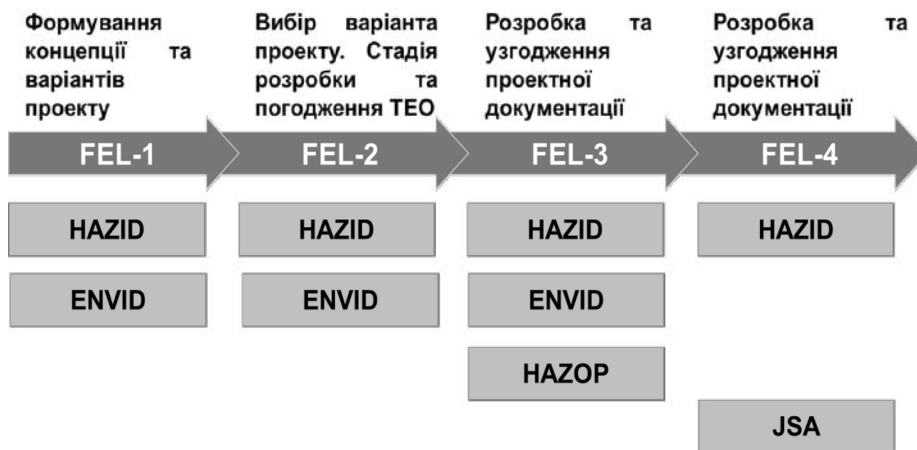 Формування
концепції та
варіантів
проекту
Вибір варіанта
проекту. Стадія
розробки та
погодження ТЕО
Розробка та
узгодження
проектної
документації
Розробка та
узгодження
проектної
документації
FEL-1
FEL-2
FEL-3
FEL-4
HAZID
HAZID
HAZID
HAZID
ENVID
ENVID
ENVID
HAZOP
JSA